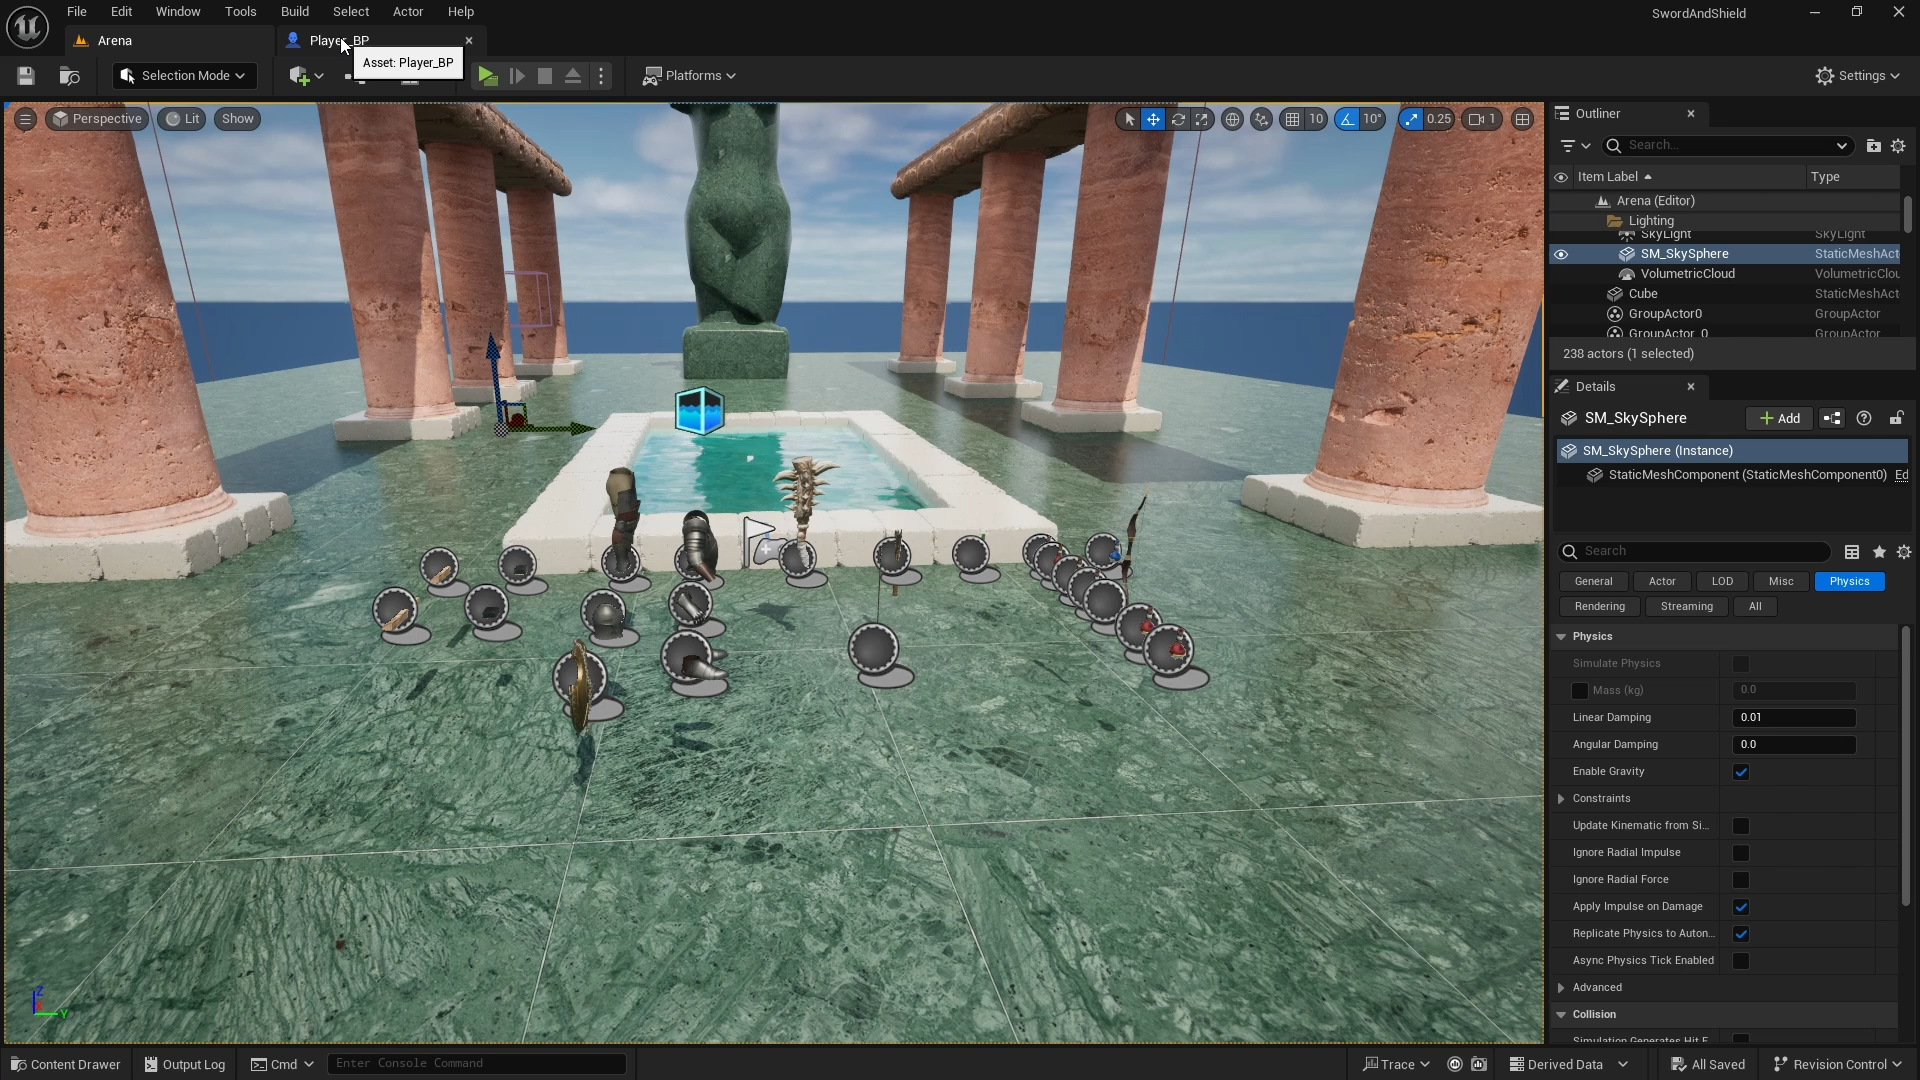 File Edit Window Tools Build Select Actor Help
SwordAndShield
Arena
Player_BP
Asset: Player_BP
Selection Mode
Platforms
Settings
Perspective
Lit
Show
10
10°
0.25
1
Outliner
Search...
Item Label
Type
Arena (Editor)
Lighting
SkyLight
SkyLight
SM_SkySphere
StaticMeshAct
VolumetricCloud
VolumetricClou
Cube
StaticMeshAct
GroupActor0
GroupActor
GroupActor_0
GroupActor
238 actors (1 selected)
Details
SM_SkySphere
Add
SM_SkySphere (Instance)
StaticMeshComponent (StaticMeshComponent0)
Ed
Search
General
Actor
LOD
Misc
Physics
Rendering
Streaming
All
Physics
Simulate Physics
Mass (kg)
0.0
Linear Damping
0.01
Angular Damping
0.0
Enable Gravity
Constraints
Update Kinematic from Si...
Ignore Radial Impulse
Ignore Radial Force
Apply Impulse on Damage
Replicate Physics to Auton...
Async Physics Tick Enabled
Advanced
Collision
Simulation Generates Hit E
Z
Y
Content Drawer
Output Log
Cmd
Enter Console Command
Trace
Derived Data
All Saved
Revision Control